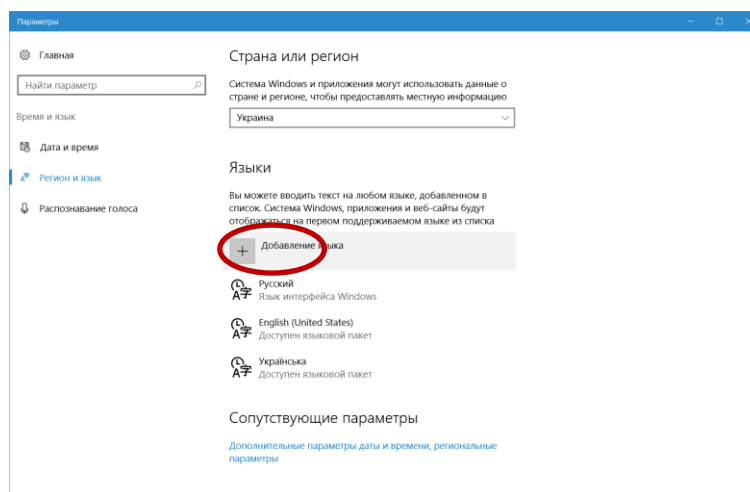 Параметры
Главная
Найти параметр
Время и язык
Дата и время
Регион и язык
Распознавание голоса
Страна или регион
Система Windows и приложения могут использовать данные о
стране и регионе, чтобы предоставлять местную информацию
Украина
Языки
Вы можете вводить текст на любом языке, добавленном в
список. Система Windows, приложения и веб-сайты будут
отображаться на первом поддерживаемом языке из списка
Добавление языка
Русский
Язык интерфейса Windows
English (United States)
Доступен языковой пакет
Українська
Доступен языковой пакет
Сопутствующие параметры
Дополнительные параметры даты и времени, региональные
параметры